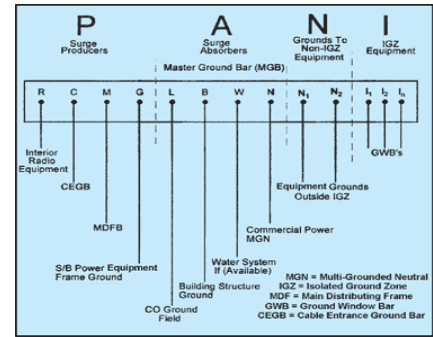 P A N I
Surge Producers
Surge Absorbers
Grounds To Non-IGZ Equipment
IGZ Equipment
Master Ground Bar (MGB)
R C M G L B W N N1 N2 I1 I2 In
Interior Radio Equipment
GWB's
CEGB
Equipment Grounds Outside IGZ
MDFB
Commercial Power MGN
S/B Power Equipment Frame Ground
Water System If (Available)
Building Structure Ground
CO Ground Field
MGN = Multi-Grounded Neutral
IGZ = Isolated Ground Zone
MDF = Main Distributing Frame
GWB = Ground Window Bar
CEGB = Cable Entrance Ground Bar